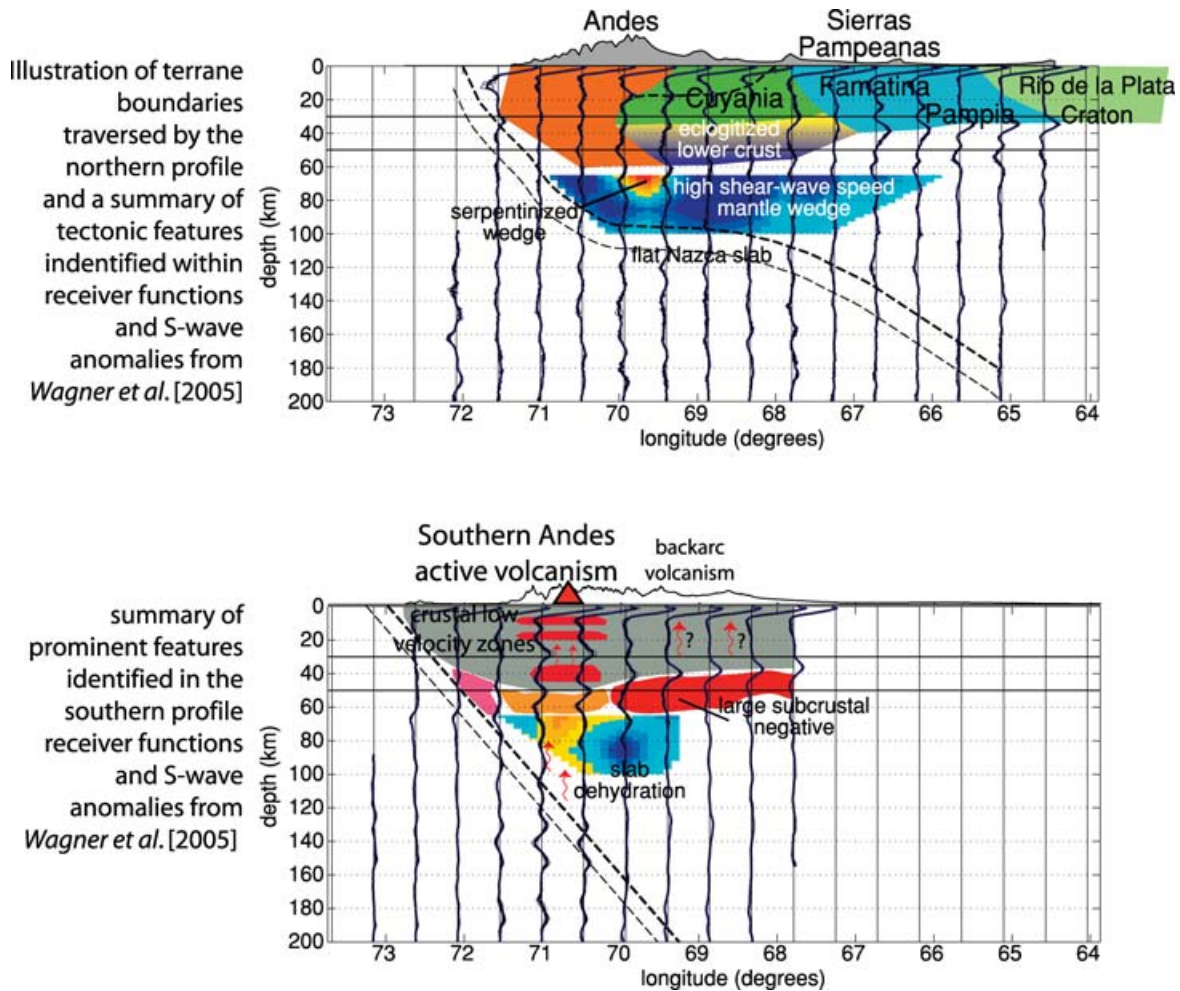 Illustration of terrane
boundaries
traversed by the
northern profile
and a summary of
tectonic features
indentified within
receiver functions
and S-wave
anomalies from
Wagner et al. [2005]
Andes
Sierras
Pampeanas
Cuyania
Famatina
Pampia
Rio de la Plata
Craton
eclogitized
lower crust
high shear-wave speed
mantle wedge
serpentinized
wedge
flat Nazca slab
depth (km)
0
20
40
60
80
100
120
140
160
180
200
73 72 71 70 69 68 67 66 65 64
longitude (degrees)
summary of
prominent features
identified in the
southern profile
receiver functions
and S-wave
anomalies from
Wagner et al. [2005]
Southern Andes
active volcanism
backarc
volcanism
crustal low
velocity zones
? ?
large subcrustal
negative
slab
dehydration
depth (km)
0
20
40
60
80
100
120
140
160
180
200
73 72 71 70 69 68 67 66 65 64
longitude (degrees)